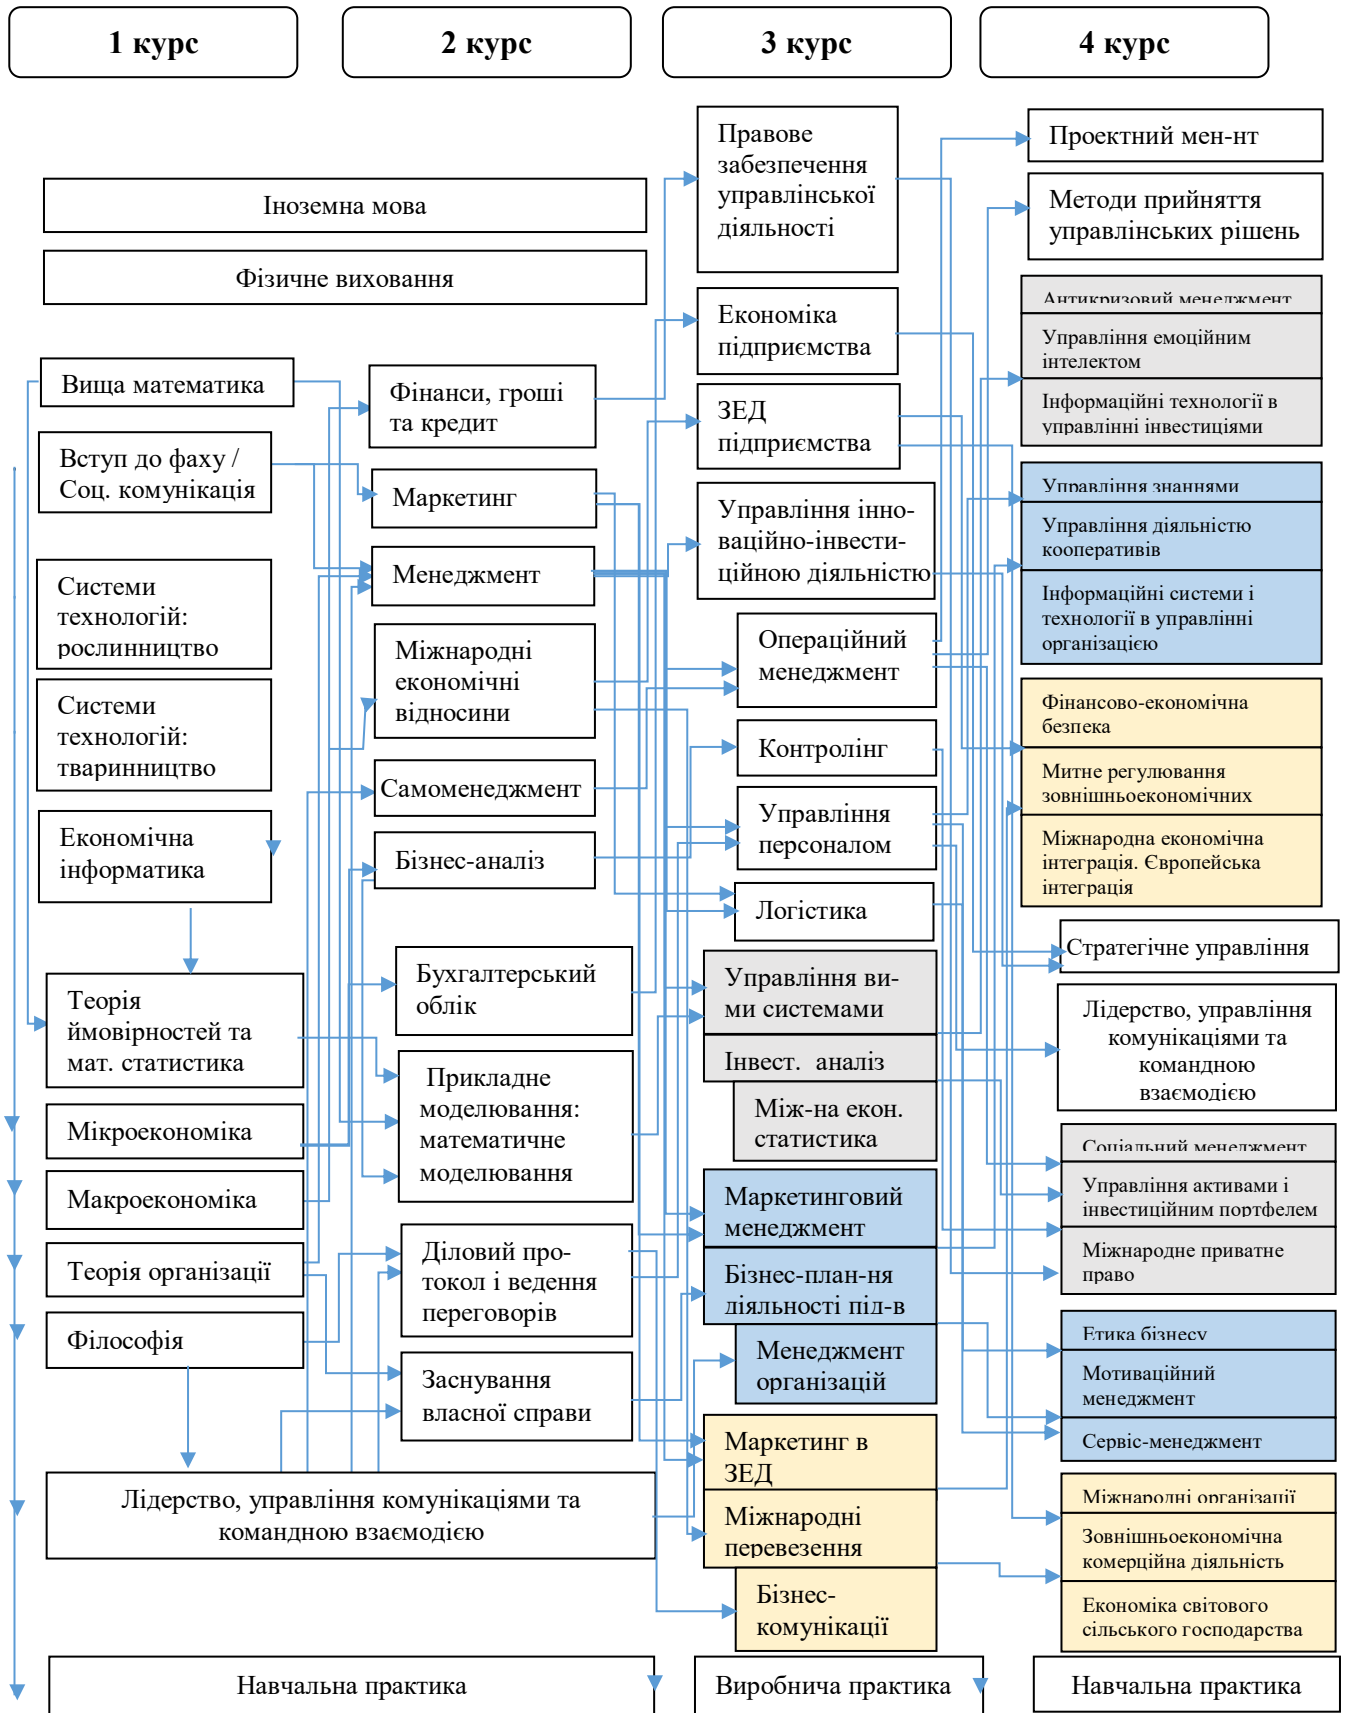 1 курс
2 курс
3 курс
4 курс
Іноземна мова
Фізичне виховання
Вища математика
Вступ до фаху /
Соц. комунікація
Системи
технологій:
рослинництво
Системи
технологій:
тваринництво
Економічна
інформатика
Теорія
ймовірностей та
мат. статистика
Мікроекономіка
Макроекономіка
Теорія організації
Філософія
Лідерство, управління комунікаціями та
командною взаємодією
Навчальна практика
Фінанси, гроші
та кредит
Маркетинг
Менеджмент
Міжнародні
економічні
відносини
Самоменеджмент
Бізнес-аналіз
Бухгалтерський
облік
Прикладне
моделювання:
математичне
моделювання
Діловий про-
токол і ведення
переговорів
Заснування
власної справи
Правове
забезпечення
управлінської
діяльності
Економіка
підприємства
ЗЕД
підприємства
Управління інно-
ваційно-інвести-
ційною діяльністю
Операційний
менеджмент
Контролінг
Управління
персоналом
Логістика
Управління ви-
ми системами
Інвест. аналіз
Між-на екон.
статистика
Маркетинговий
менеджмент
Бізнес-план-ня
діяльності під-в
Менеджмент
організацій
Маркетинг в
ЗЕД
Міжнародні
перевезення
Бізнес-
комунікації
Виробнича практика
Проектний мен-нт
Методи прийняття
управлінських рішень
Антикризовий менеджмент
Управління емоційним
інтелектом
Інформаційні технології в
управлінні інвестиціями
Управління знаннями
Управління діяльністю
кооперативів
Інформаційні системи і
технології в управлінні
організацією
Фінансово-економічна
безпека
Митне регулювання
зовнішньоекономічних
Міжнародна економічна
інтеграція. Європейська
інтеграція
Стратегічне управління
Лідерство, управління
комунікаціями та
командною
взаємодією
Соціальний менеджмент
Управління активами і
інвестиційним портфелем
Міжнародне приватне
право
Етика бізнесу
Мотиваційний
менеджмент
Сервіс-менеджмент
Міжнародні організації
Зовнішньоекономічна
комерційна діяльність
Економіка світового
сільського господарства
Навчальна практика